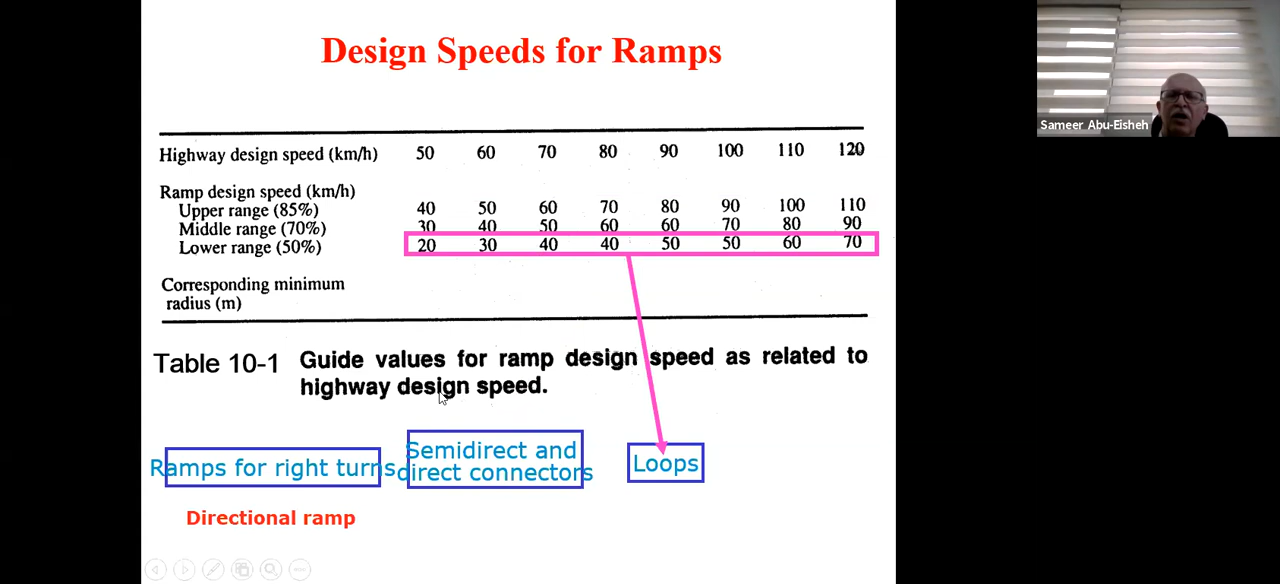 Design Speeds for Ramps
Sameer Abu-Eisheh
Highway design speed (km/h) 50 60 70 80 90 100 110 120
Ramp design speed (km/h)
Upper range (85%) 40 50 60 70 80 90 100 110
Middle range (70%) 30 40 50 60 60 70 80 90
Lower range (50%) 20 30 40 40 50 50 60 70
Corresponding minimum
radius (m)
Table 10-1 Guide values for ramp design speed as related to
highway design speed.
Ramps for right turns
Semidirect and
direct connectors
Loops
Directional ramp